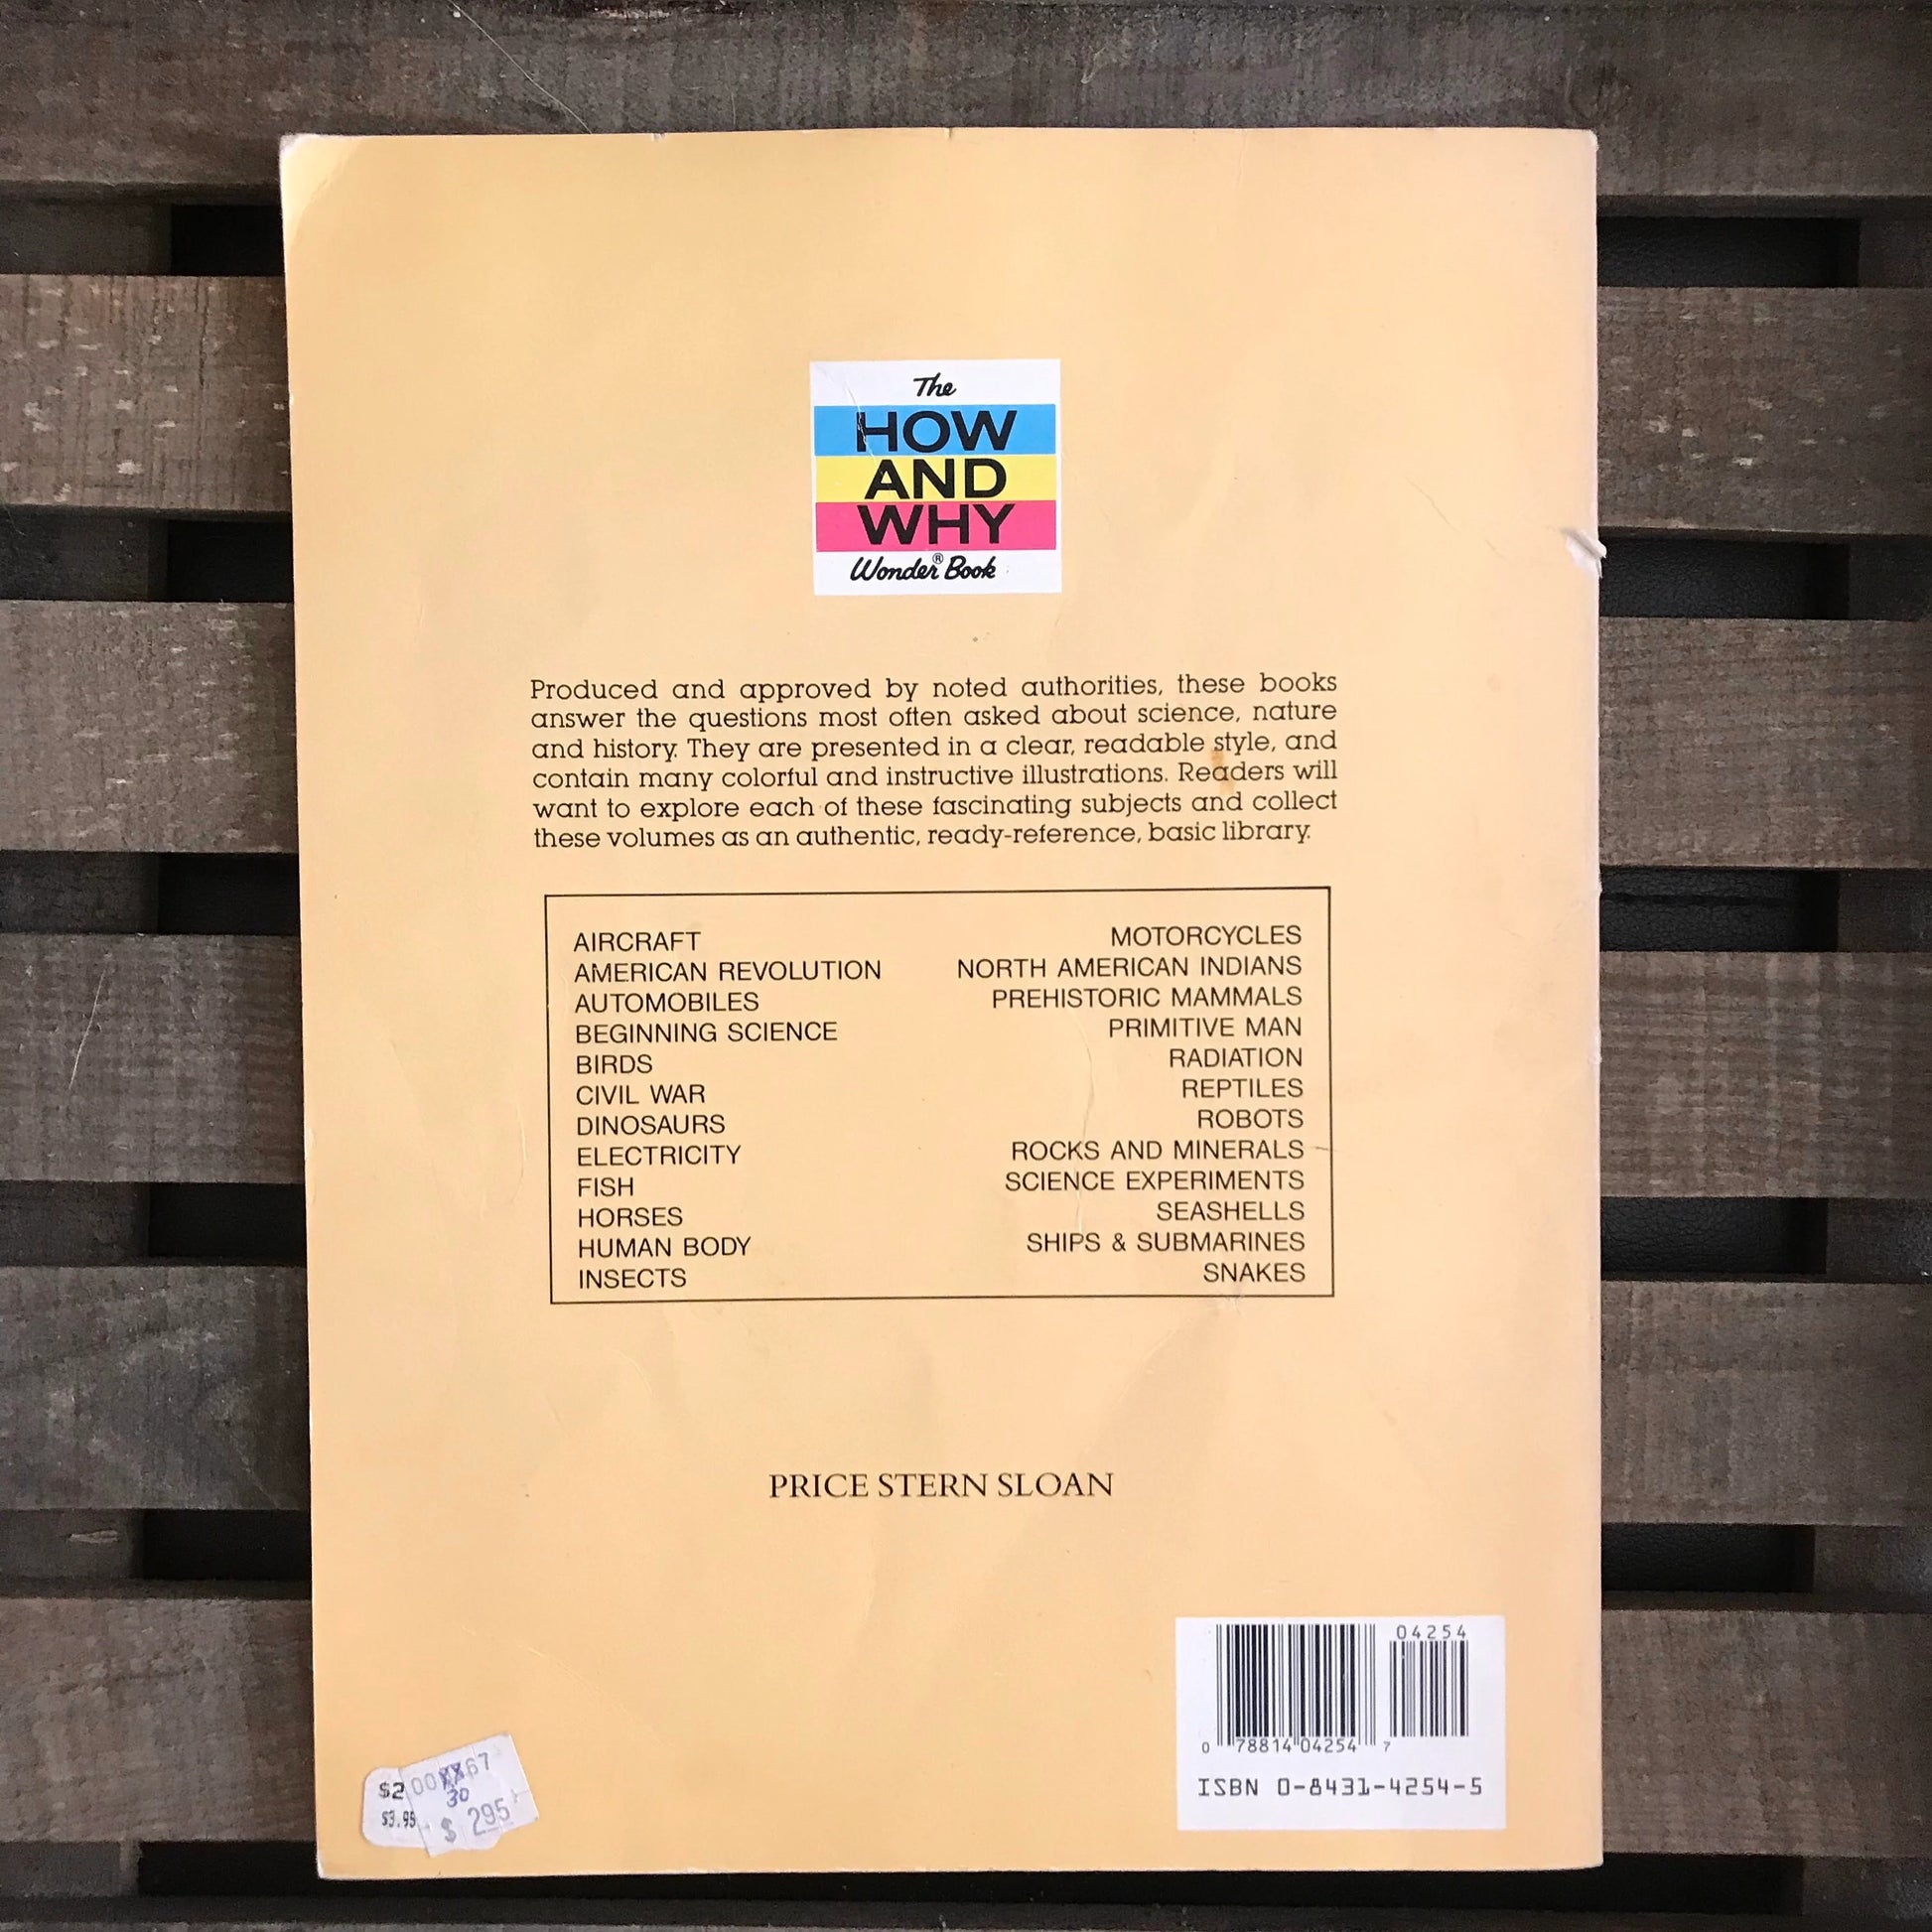 The
HOW
AND
WHY
Wonder® Book
Produced and approved by noted authorities, these books
answer the questions most often asked about science, nature
and history. They are presented in a clear, readable style, and
contain many colorful and instructive illustrations. Readers will
want to explore each of these fascinating subjects and collect
these volumes as an authentic, ready-reference, basic library.
AIRCRAFT
AMERICAN REVOLUTION
AUTOMOBILES
BEGINNING SCIENCE
BIRDS
CIVIL WAR
DINOSAURS
ELECTRICITY
FISH
HORSES
HUMAN BODY
INSECTS
MOTORCYCLES
NORTH AMERICAN INDIANS
PREHISTORIC MAMMALS
PRIMITIVE MAN
RADIATION
REPTILES
ROBOTS
ROCKS AND MINERALS
SCIENCE EXPERIMENTS
SEASHELLS
SHIPS & SUBMARINES
SNAKES
PRICE STERN SLOAN
04254
0 78814 04254 7
ISBN 0-8431-4254-5
$2
$3.95
00XX67
30
$ 295